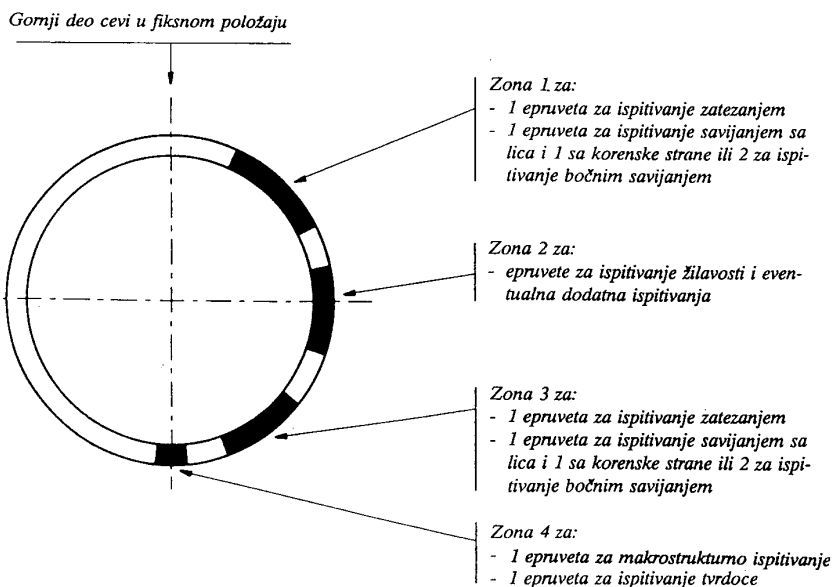 Gornji deo cevi u fiksnom položaju
Zona 1 za:
- 1 epruveta za ispitivanje zatezanjem
- 1 epruveta za ispitivanje savijanjem sa
lica i 1 sa korenske strane ili 2 za ispi-
tivanje bočnim savijanjem
Zona 2 za:
- epruvete za ispitivanje žilavosti i even-
tualna dodatna ispitivanja
Zona 3 za:
- 1 epruveta za ispitivanje zatezanjem
- 1 epruveta za ispitivanje savijanjem sa
lica i 1 sa korenske strane ili 2 za ispi-
tivanje bočnim savijanjem
Zona 4 za:
- 1 epruveta za makrostrukturno ispitivanje
- 1 epruveta za ispitivanje tvrdoće